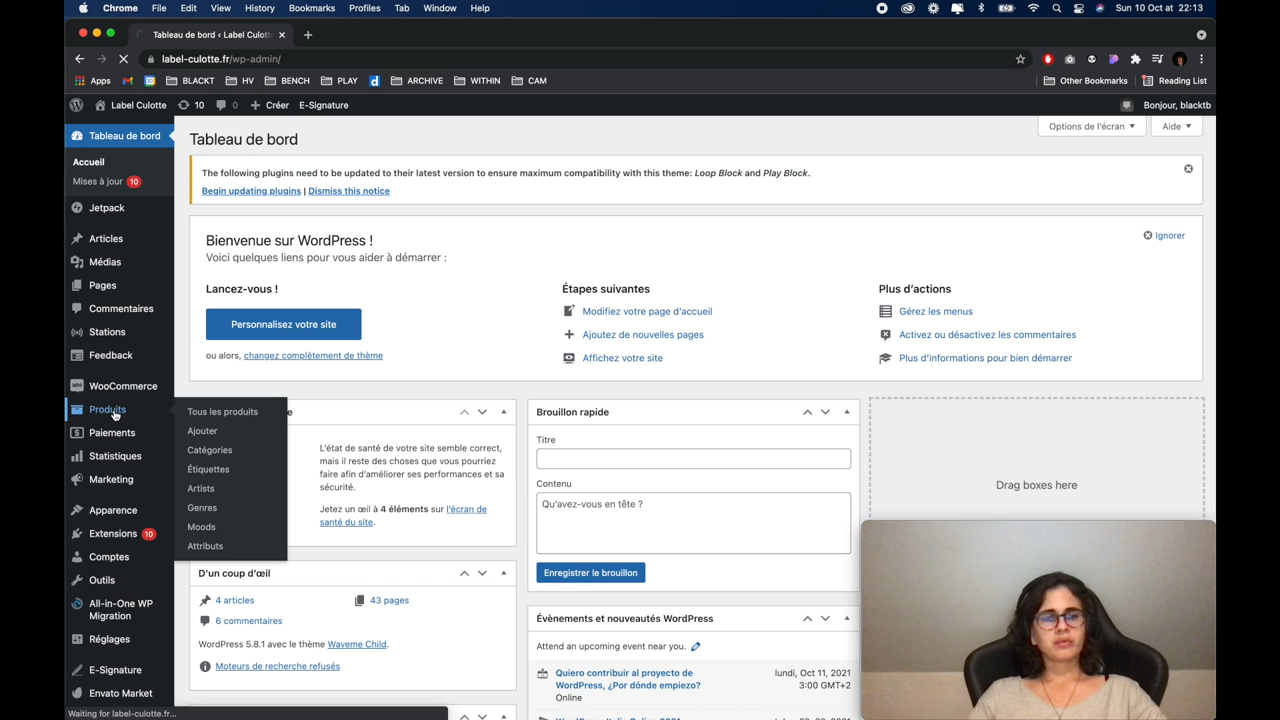 Chrome File Edit View History Bookmarks Profiles Tab Window Help Sun 10 Oct at 22:13
Tableau de bord ‹ Label Culott
label-culotte.fr/wp-admin/
Apps BLACKT HV BENCH PLAY ARCHIVE WITHIN CAM Other Bookmarks Reading List
Label Culotte 10 0 Créer E-Signature Bonjour, blacktb
Tableau de bord
Accueil
Mises à jour 10
Jetpack
Articles
Médias
Pages
Commentaires
Stations
Feedback
WooCommerce
Produits
Paiements
Statistiques
Marketing
Apparence
Extensions 10
Comptes
Outils
All-in-One WP
Migration
Réglages
E-Signature
Envato Market
Waiting for label-culotte.fr...
Tous les produits
Ajouter
Catégories
Étiquettes
Artists
Genres
Moods
Attributs
Options de l'écran Aide
Tableau de bord
The following plugins need to be updated to their latest version to ensure maximum compatibility with this theme: Loop Block and Play Block.
Begin updating plugins | Dismiss this notice
Bienvenue sur WordPress !
Ignorer
Voici quelques liens pour vous aider à démarrer :
Lancez-vous !
Personnalisez votre site
ou alors, changez complètement de thème
Étapes suivantes
Modifiez votre page d'accueil
Ajoutez de nouvelles pages
Affichez votre site
Plus d'actions
Gérez les menus
Activez ou désactivez les commentaires
Plus d'informations pour bien démarrer
e
L'état de santé de votre site semble correct,
mais il reste des choses que vous pourriez
faire afin d'améliorer ses performances et sa
sécurité.
Jetez un œil à 4 éléments sur l'écran de
santé du site.
D'un coup d'œil
4 articles 43 pages
6 commentaires
WordPress 5.8.1 avec le thème Waveme Child.
Moteurs de recherche refusés
Brouillon rapide
Titre
Contenu
Qu'avez-vous en tête ?
Enregistrer le brouillon
Évènements et nouveautés WordPress
Attend an upcoming event near you.
Quiero contribuir al proyecto de
WordPress, ¿Por dónde empiezo?
Online
lundi, Oct 11, 2021
3:00 GMT+2
Drag boxes here